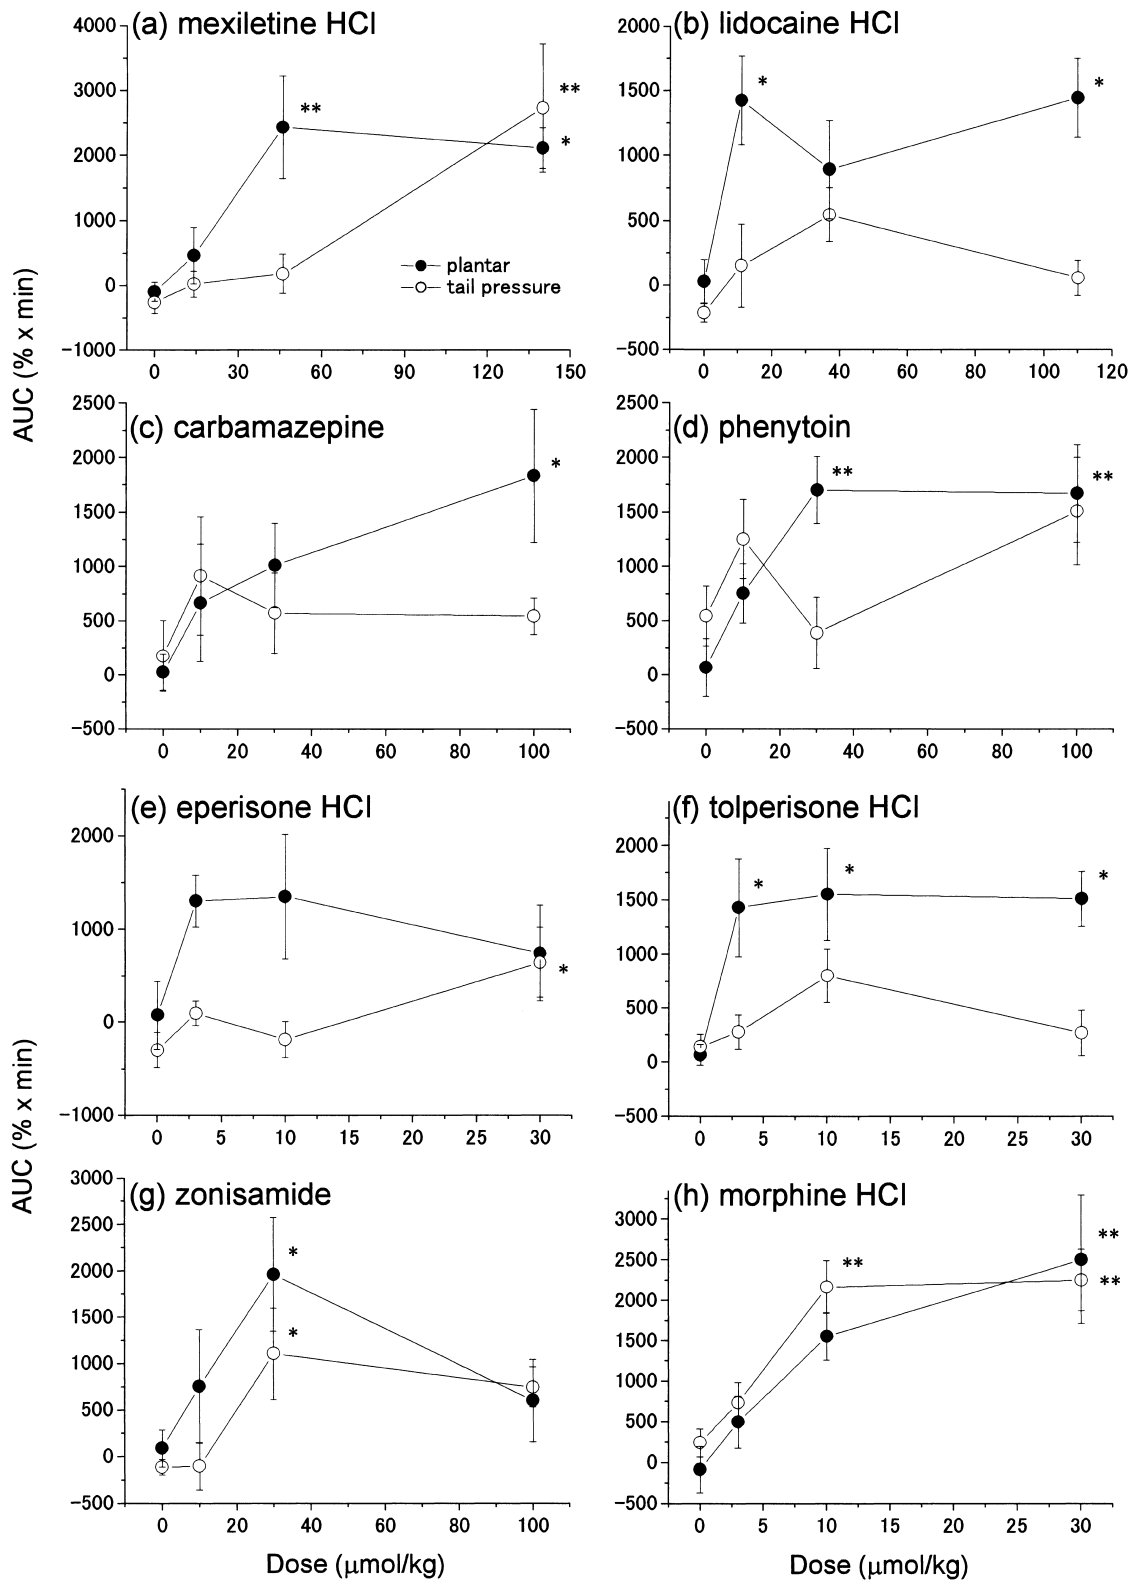 (a) mexiletine HCl
4000
3000
2000
1000
0
−1000
** ** *
plantar
tail pressure
0 30 60 90 120 150
(b) lidocaine HCl
2000
1500
1000
500
0
−500
* *
0 20 40 60 80 100 120
AUC (% x min)
(c) carbamazepine
2500
2000
1500
1000
500
0
−500
*
0 20 40 60 80 100
(d) phenytoin
2500
2000
1500
1000
500
0
−500
** **
0 20 40 60 80 100
(e) eperisone HCl
2000
1000
0
−1000
*
0 5 10 15 20 25 30
(f) tolperisone HCl
2000
1500
1000
500
0
−500
* * *
0 5 10 15 20 25 30
AUC (% x min)
(g) zonisamide
3000
2500
2000
1500
1000
500
0
−500
*
*
0 20 40 60 80 100
Dose (μmol/kg)
(h) morphine HCl
3000
2500
2000
1500
1000
500
0
−500
** **
**
0 5 10 15 20 25 30
Dose (μmol/kg)